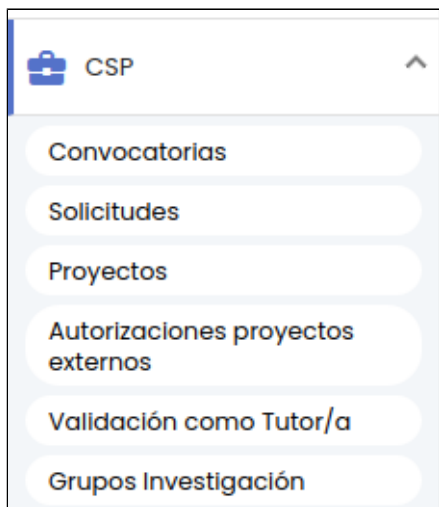 CSP
Convocatorias
Solicitudes
Proyectos
Autorizaciones proyectos
externos
Validación como Tutor/a
Grupos Investigación